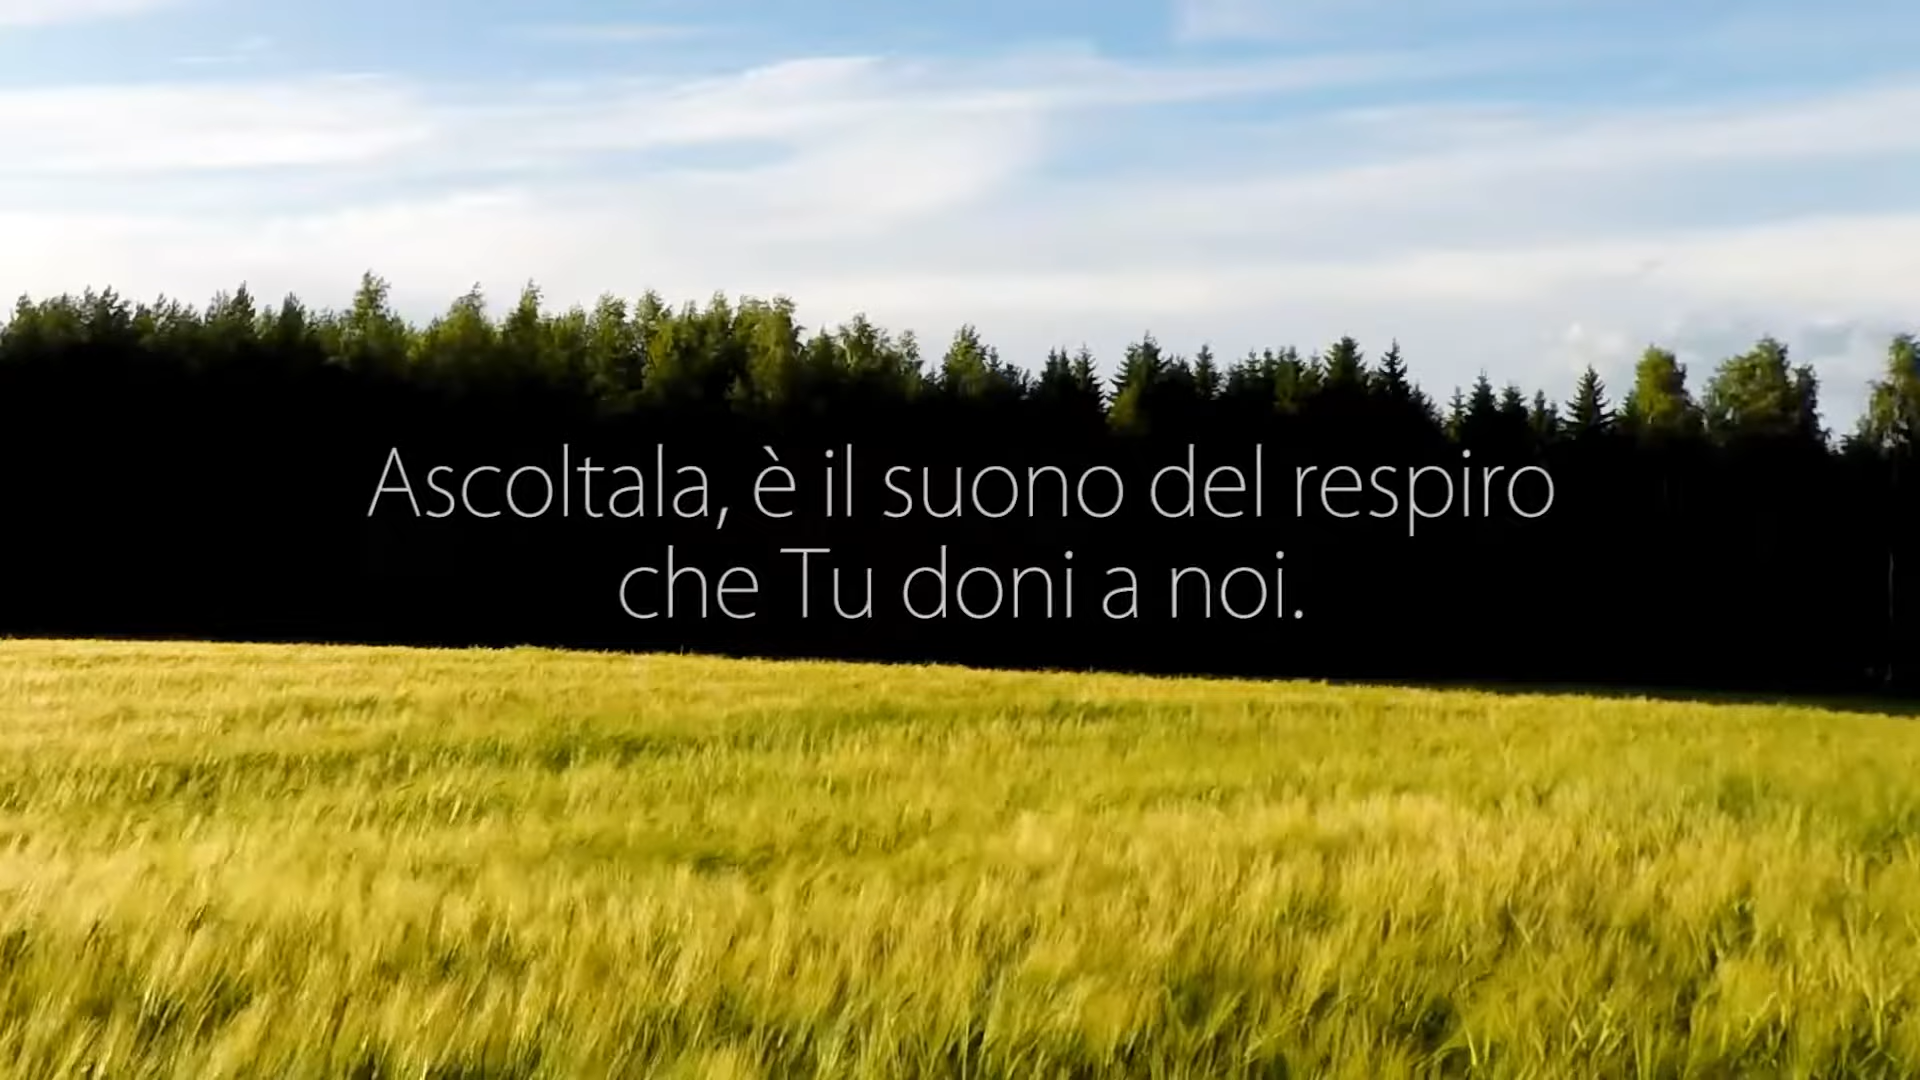 Ascoltala, è il suono del respiro
che Tu doni a noi.